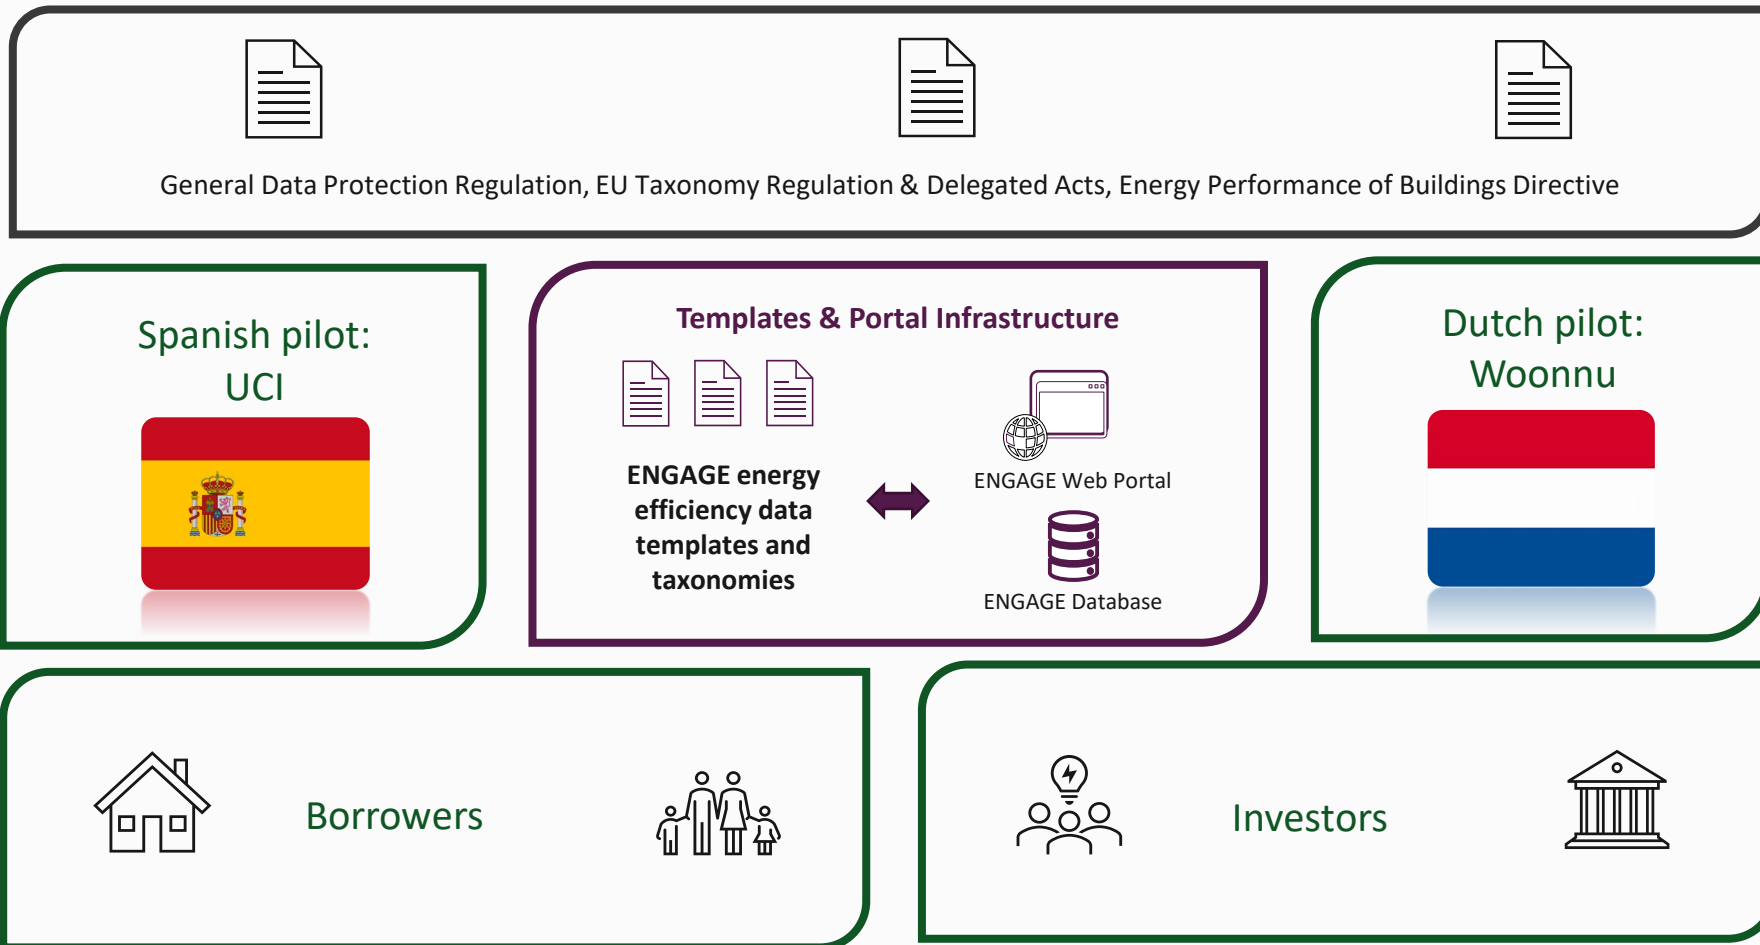 General Data Protection Regulation, EU Taxonomy Regulation & Delegated Acts, Energy Performance of Buildings Directive
Spanish pilot:
UCI
Templates & Portal Infrastructure
ENGAGE energy
efficiency data
templates and
taxonomies
ENGAGE Web Portal
ENGAGE Database
Dutch pilot:
Woonnu
Borrowers
Investors